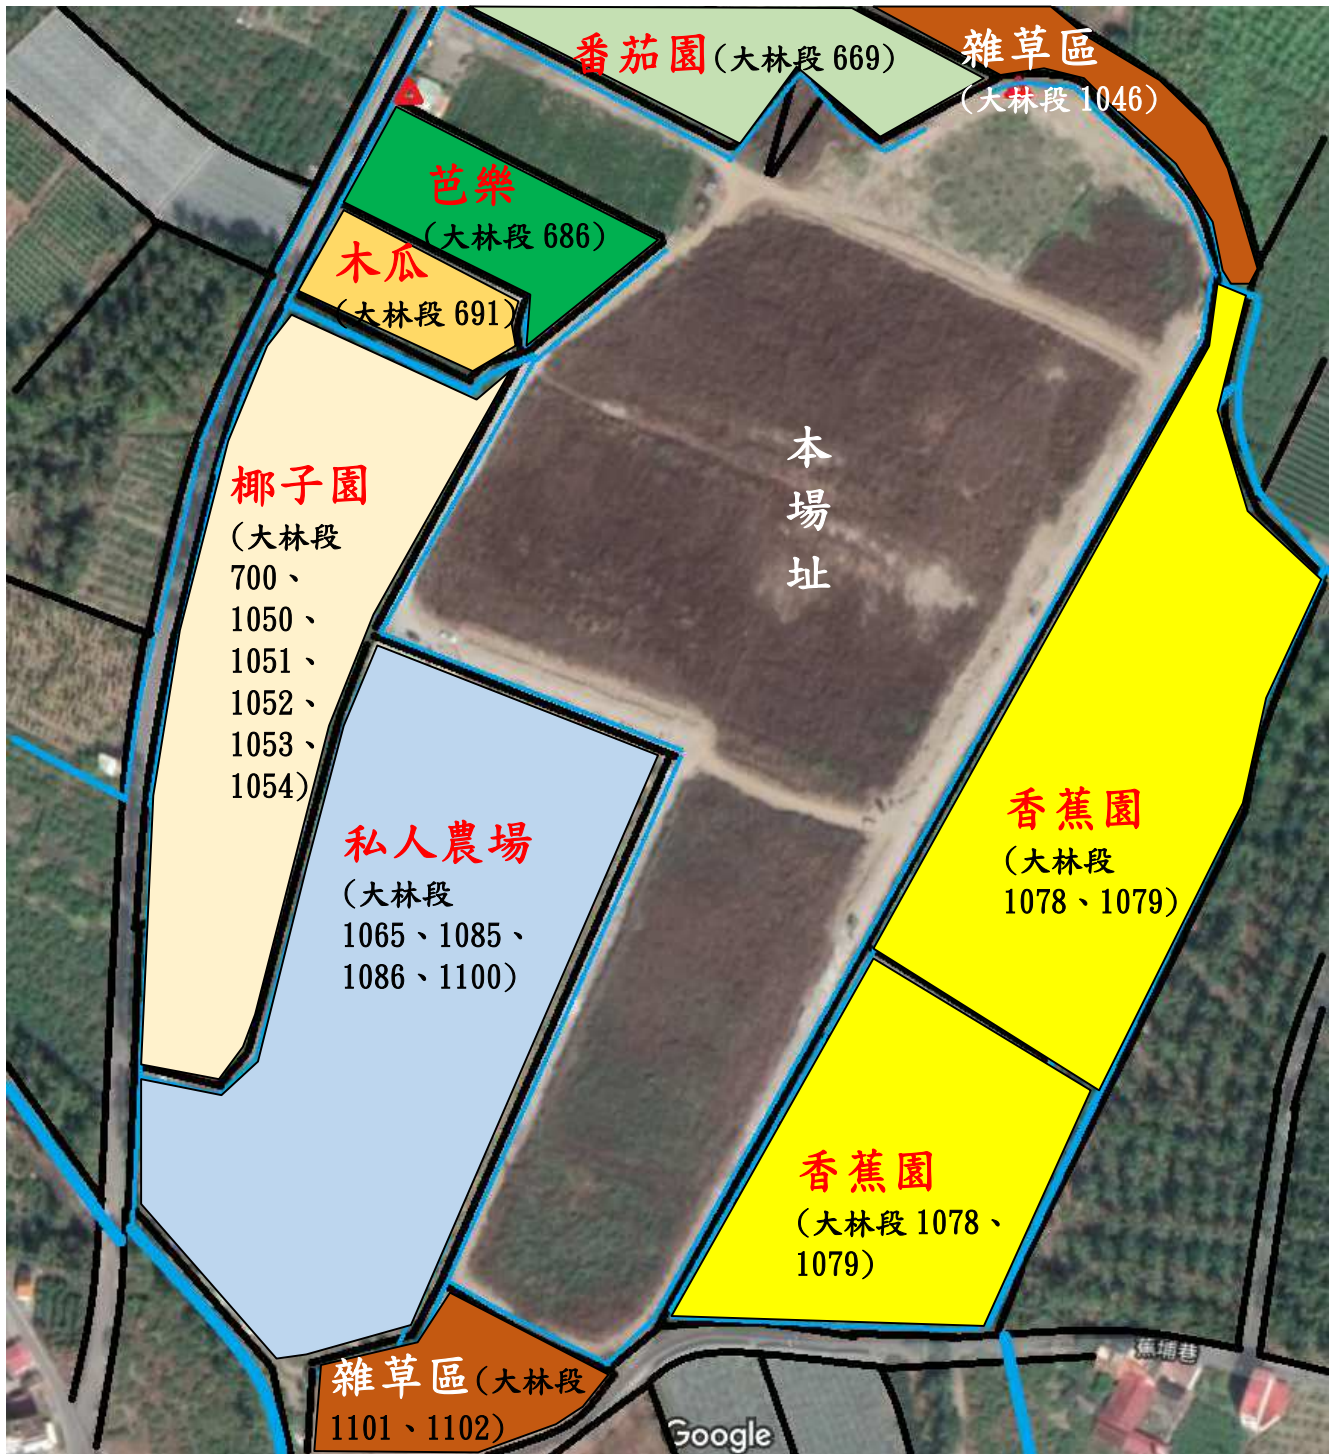 番茄園(大林段 669)
雜草區
(大林段 1046)
芭樂
(大林段 686)
木瓜
(大林段 691)
椰子園
(大林段
700、
1050、
1051、
1052、
1053、
1054)
本
場
址
私人農場
(大林段
1065、1085、
1086、1100)
香蕉園
(大林段
1078、1079)
香蕉園
(大林段 1078、
1079)
雜草區(大林段
1101、1102)
蕉埔巷
Google